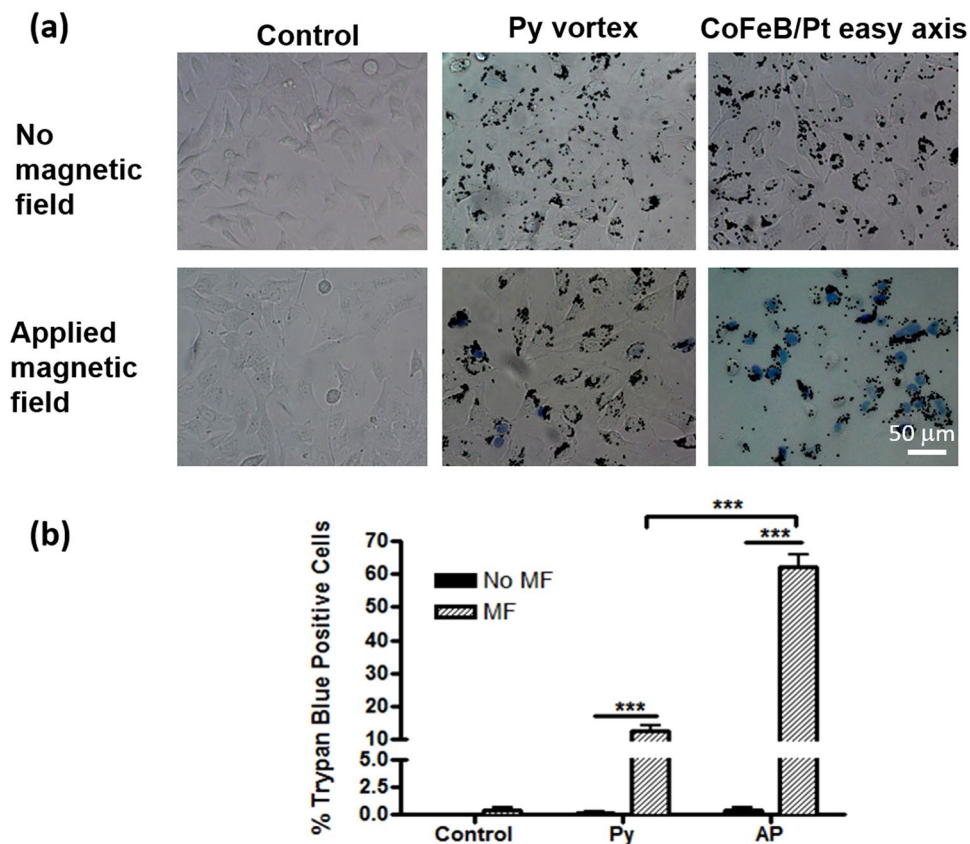 (a)
Control
Py vortex
CoFeB/Pt easy axis
No
magnetic
field
Applied
magnetic
field
50 μm
(b)
% Trypan Blue Positive Cells
70
60
50
40
30
20
10
5.0
2.5
0.0
No MF
MF
***
***
***
Control
Py
AP